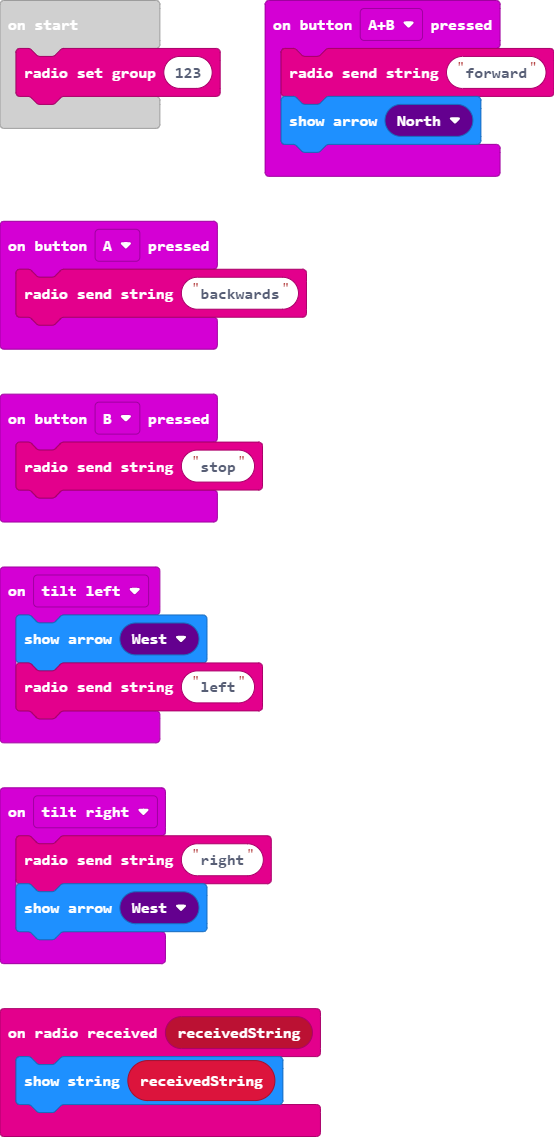 on start
radio set group 123
on button A+B pressed
radio send string "forward"
show arrow North
on button A pressed
radio send string "backwards"
on button B pressed
radio send string "stop"
on tilt left
show arrow West
radio send string "left"
on tilt right
radio send string "right"
show arrow West
on radio received receivedString
show string receivedString